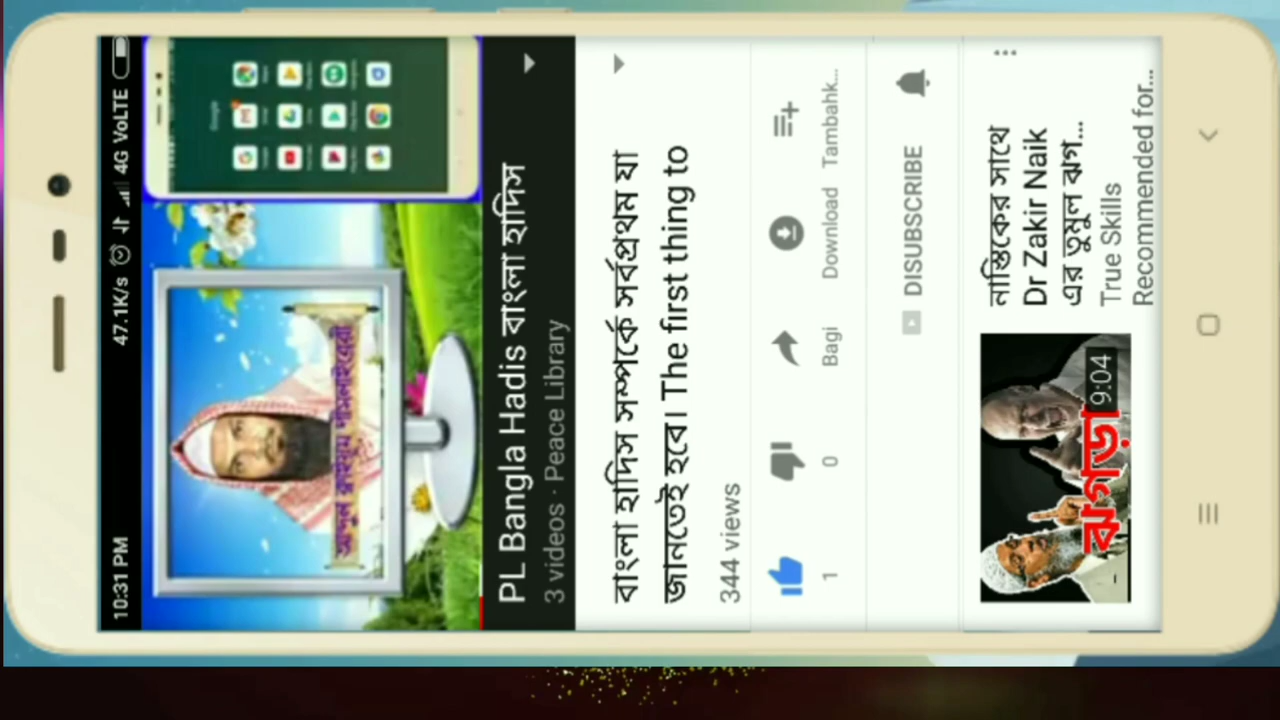 10:31 PM
47.1K/s
4G VoLTE
Google
PL Bangla Hadis বাংলা হাদিস
3 videos · Peace Library
বাংলা হাদিস সম্পর্কে সর্বপ্রথম যা
জানতেই হবে। The first thing to
344 views
1
0
Bagi
Download
Tambahk...
DISUBSCRIBE
নাস্তিকের সাথে
Dr Zakir Naik
এর তুমুল ঝগ...
True Skills
Recommended for...
ঝগড়া
9:04